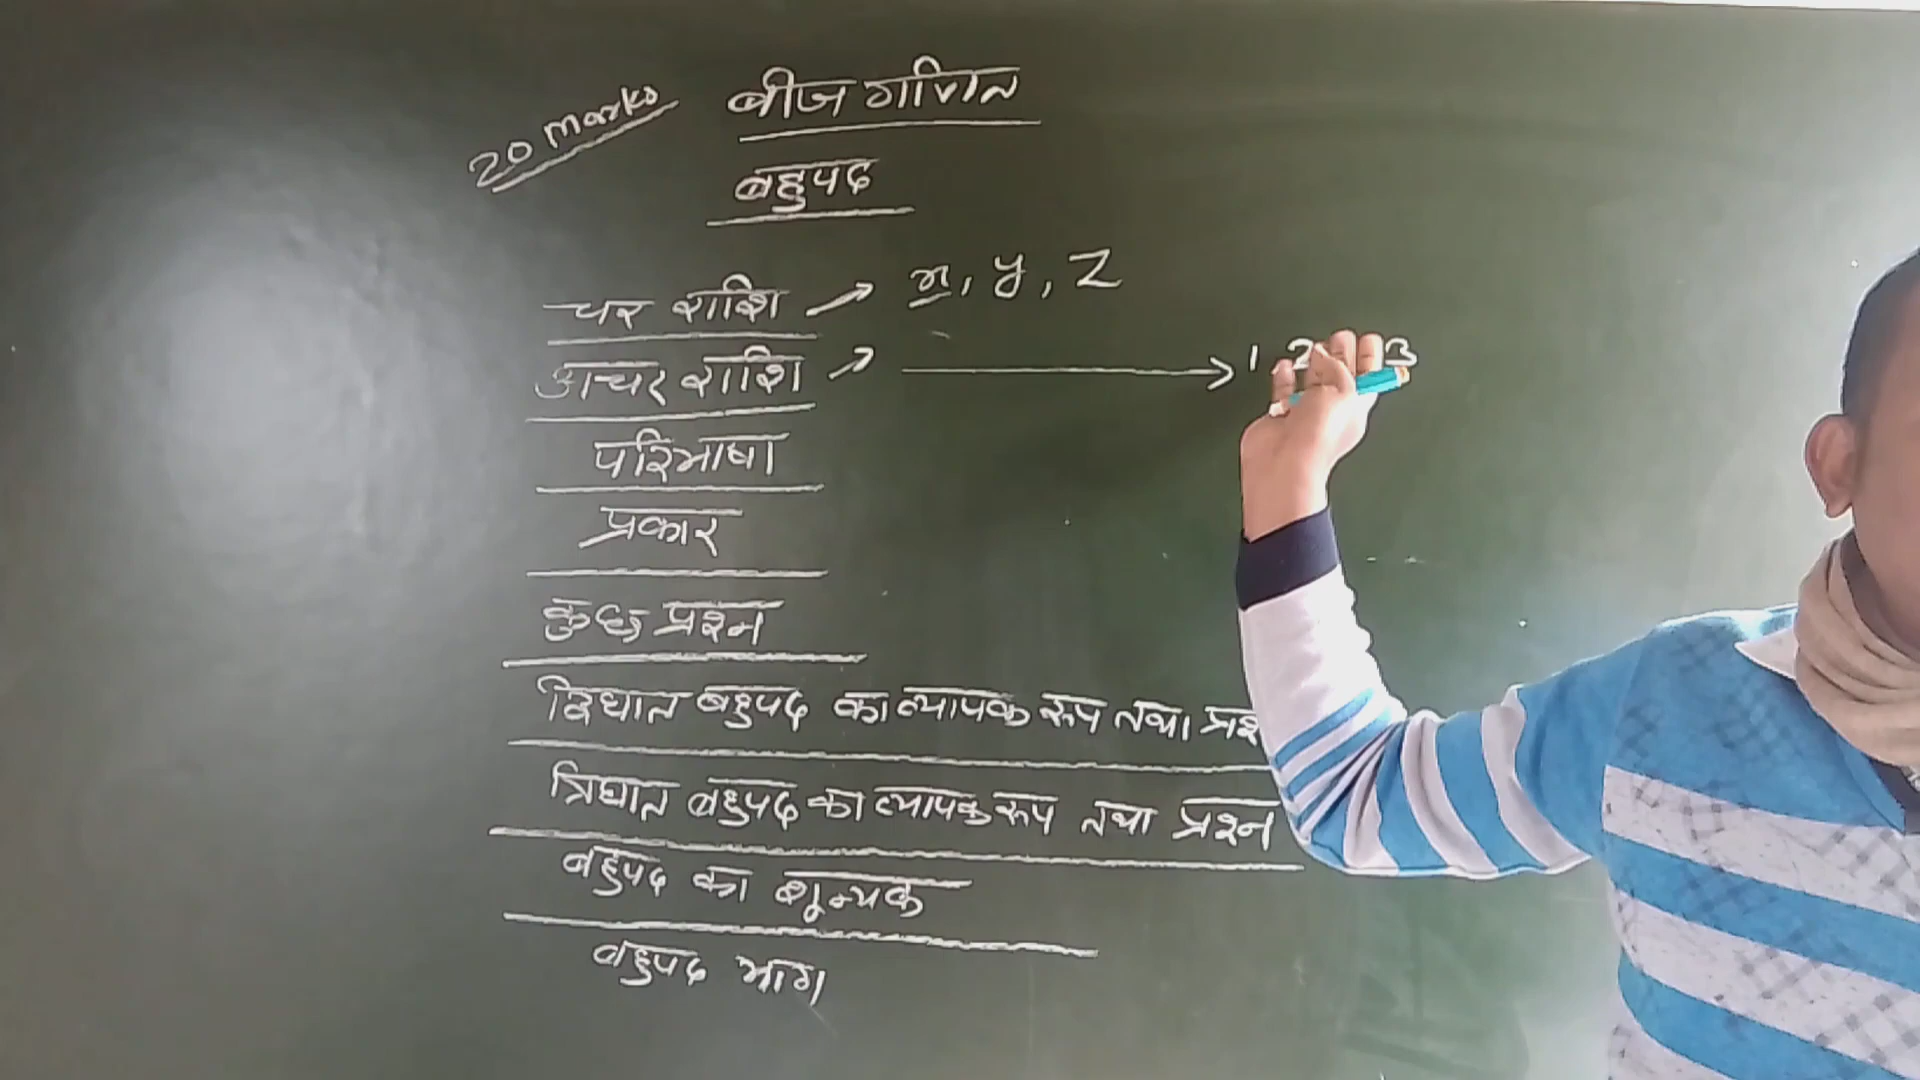 20 marks
बीज गणित
बहुपद
चर राशि → x, y, z
अचर राशि → → 1, 2 3
परिभाषा
प्रकार
कुछ प्रश्न
द्विघात बहुपद का व्यापक रूप तथा प्रश्
त्रिघात बहुपद का व्यापक रूप तथा प्रश्न
बहुपद का शून्यक
बहुपद भाग